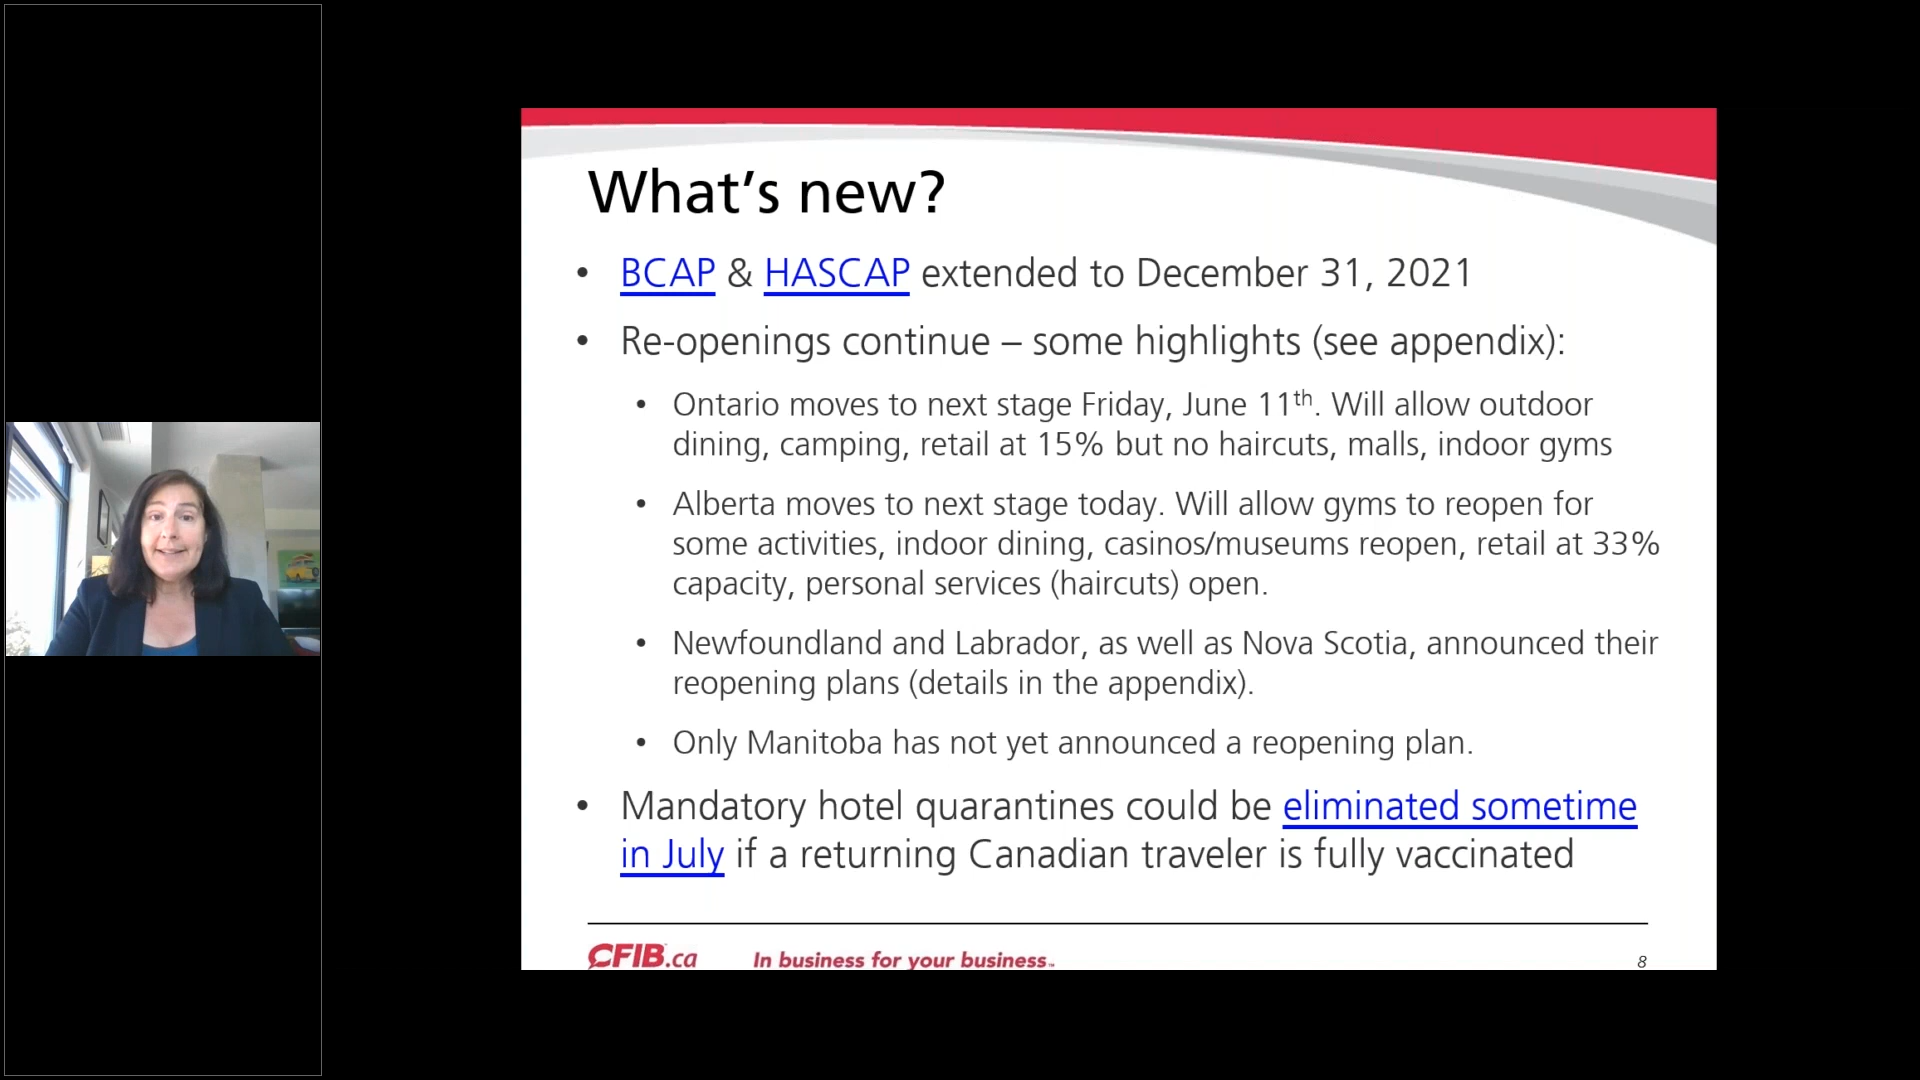 What's new?
• BCAP & HASCAP extended to December 31, 2021
• Re-openings continue – some highlights (see appendix):
• Ontario moves to next stage Friday, June 11th. Will allow outdoor
dining, camping, retail at 15% but no haircuts, malls, indoor gyms
• Alberta moves to next stage today. Will allow gyms to reopen for
some activities, indoor dining, casinos/museums reopen, retail at 33%
capacity, personal services (haircuts) open.
• Newfoundland and Labrador, as well as Nova Scotia, announced their
reopening plans (details in the appendix).
• Only Manitoba has not yet announced a reopening plan.
• Mandatory hotel quarantines could be eliminated sometime
in July if a returning Canadian traveler is fully vaccinated
CFIB.ca In business for your business.™ 8